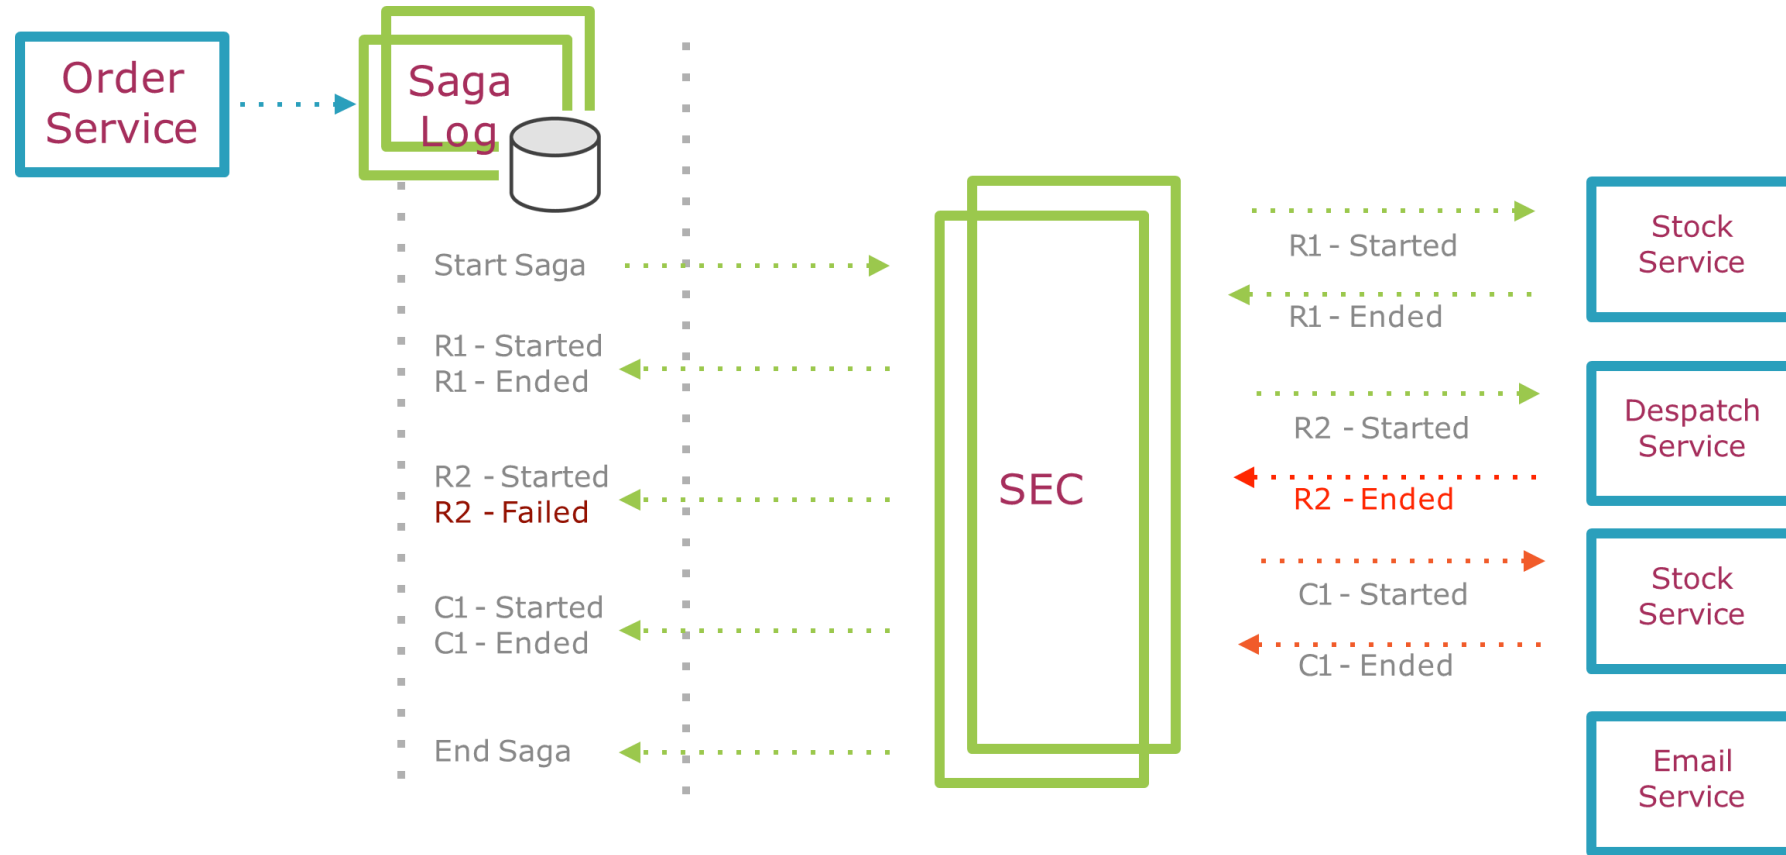 Order
Service
Saga
Log
Start Saga
R1 - Started
R1 - Ended
R2 - Started
R2 - Failed
C1 - Started
C1 - Ended
End Saga
SEC
R1 - Started
R1 - Ended
R2 - Started
R2 - Ended
C1 - Started
C1 - Ended
Stock
Service
Despatch
Service
Stock
Service
Email
Service